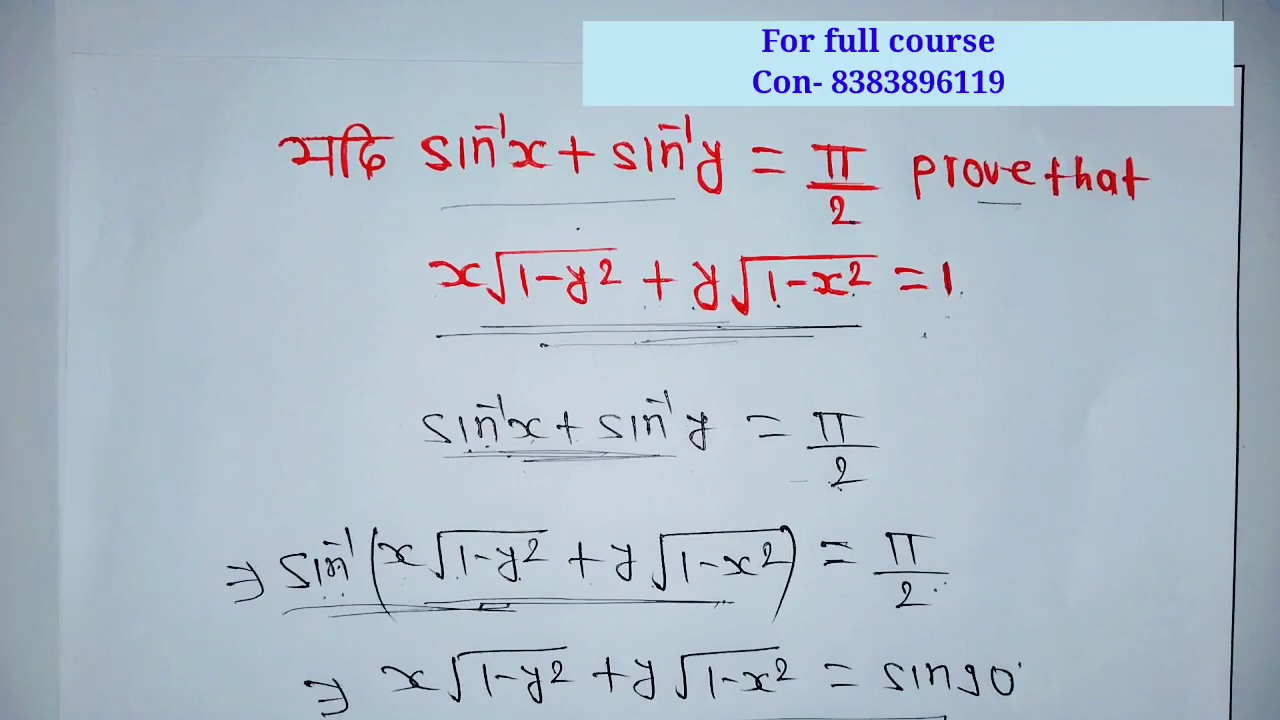 For full course
Con- 8383896119
यदि sin⁻¹x + sin⁻¹y = π/2 prove that
x√(1-y²) + y√(1-x²) = 1.
sin⁻¹x + sin⁻¹y = π/2
⇒ sin⁻¹(x√(1-y²) + y√(1-x²)) = π/2
⇒ x√(1-y²) + y√(1-x²) = sin90°